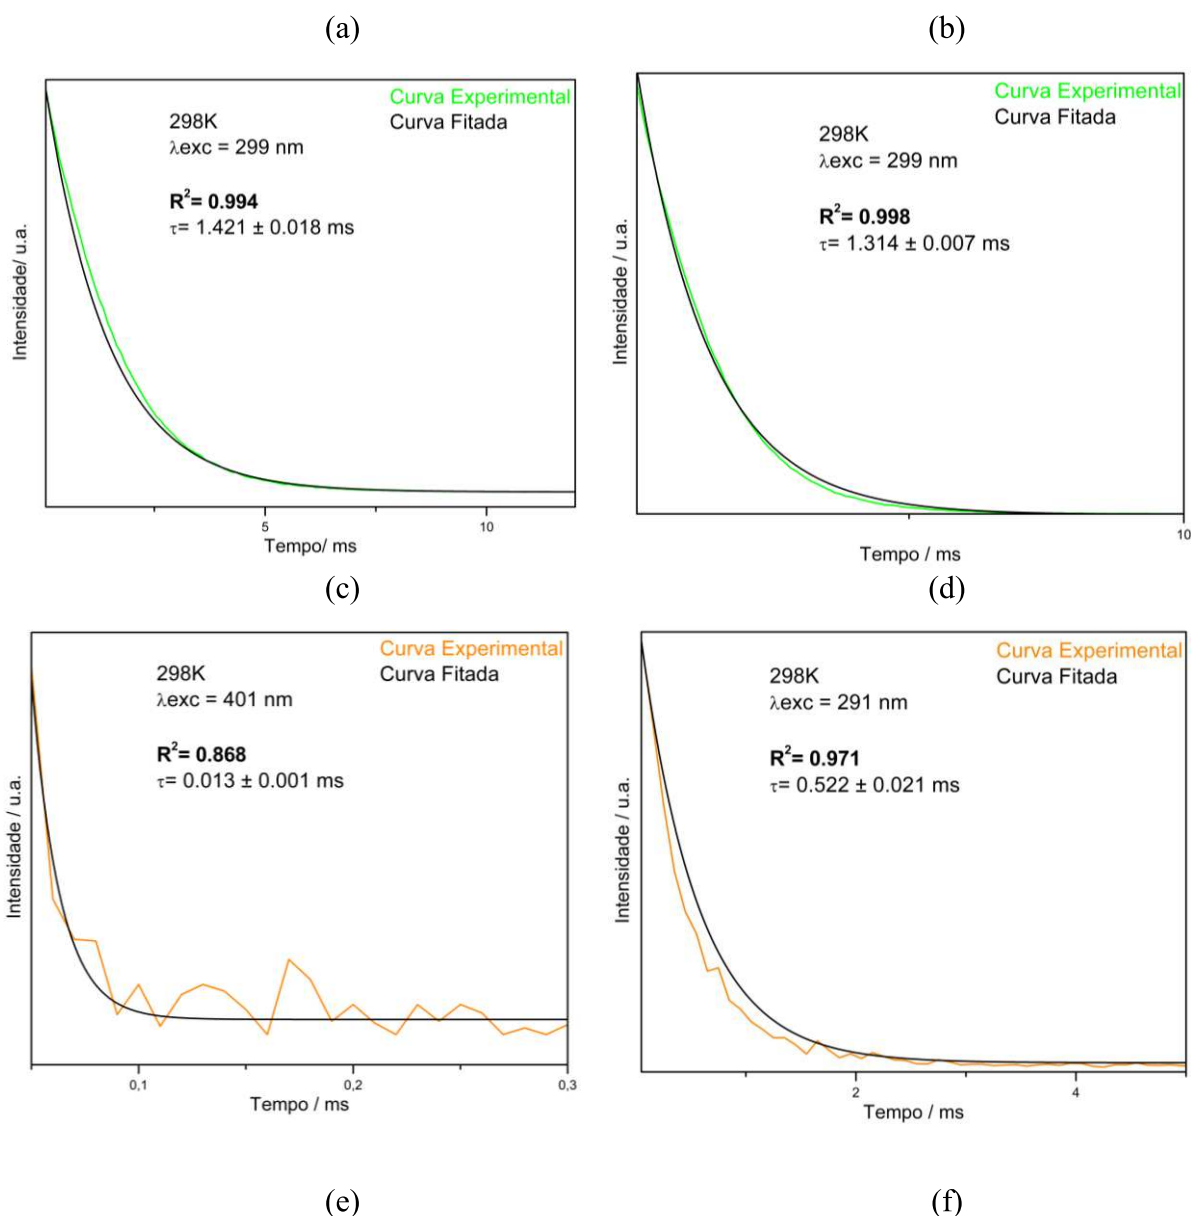 (a)
(b)
Curva Experimental
Curva Fitada
298K
λexc = 299 nm
R²= 0.994
τ= 1.421 ± 0.018 ms
Intensidade/ u.a.
5
10
Tempo/ ms
Curva Experimental
Curva Fitada
298K
λexc = 299 nm
R²= 0.998
τ= 1.314 ± 0.007 ms
Intensidade / u.a.
10
Tempo / ms
(c)
(d)
Curva Experimental
Curva Fitada
298K
λexc = 401 nm
R²= 0.868
τ= 0.013 ± 0.001 ms
Intensidade / u.a.
0,1
0,2
0,3
Tempo / ms
Curva Experimental
Curva Fitada
298K
λexc = 291 nm
R²= 0.971
τ= 0.522 ± 0.021 ms
Intensidade / u.a.
2
4
Tempo / ms
(e)
(f)